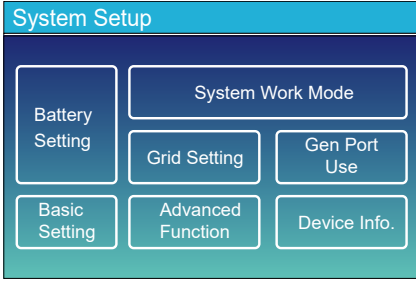 System Setup
Battery
Setting
System Work Mode
Grid Setting
Gen Port
Use
Basic
Setting
Advanced
Function
Device Info.